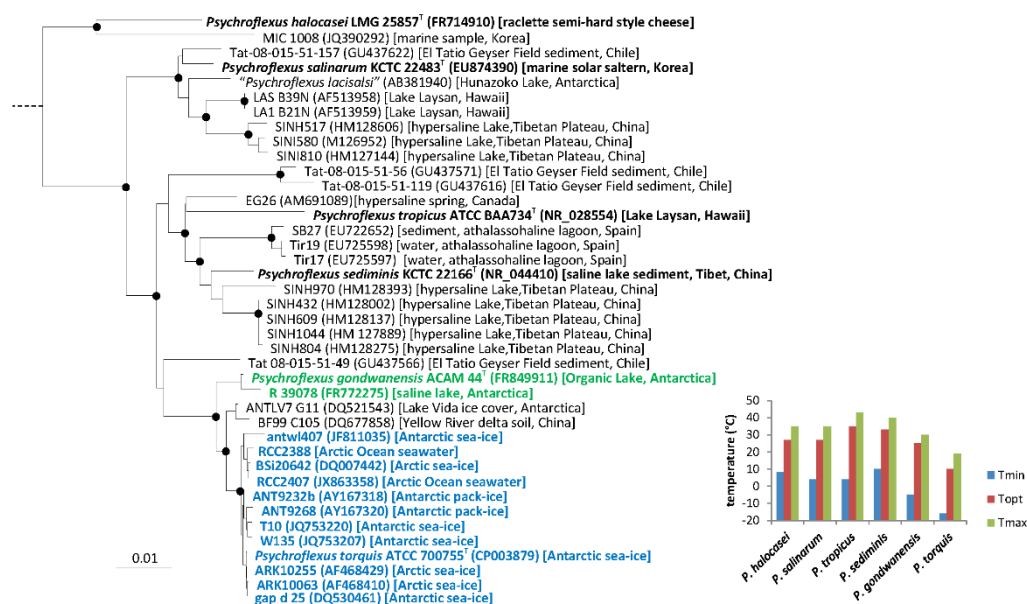 Psychroflexus halocasei LMG 25857T (FR714910) [raclette semi-hard style cheese]
MIC 1008 (JQ390292) [marine sample, Korea]
Tat-08-015-51-157 (GU437622) [El Tatio Geyser Field sediment, Chile]
Psychroflexus salinarum KCTC 22483T (EU874390) [marine solar saltern, Korea]
"Psychroflexus lacisalsi" (AB381940) [Hunazoko Lake, Antarctica]
LAS B39N (AF513958) [Lake Laysan, Hawaii]
LA1 B21N (AF513959) [Lake Laysan, Hawaii]
SINH517 (HM128606) [hypersaline Lake,Tibetan Plateau, China]
SINI580 (M126952) [hypersaline Lake,Tibetan Plateau, China]
SINI810 (HM127144) [hypersaline Lake,Tibetan Plateau, China]
Tat-08-015-51-56 (GU437571) [El Tatio Geyser Field sediment, Chile]
Tat-08-015-51-119 (GU437616) [El Tatio Geyser Field sediment, Chile]
EG26 (AM691089)[hypersaline spring, Canada]
Psychroflexus tropicus ATCC BAA734T (NR_028554) [Lake Laysan, Hawaii]
SB27 (EU722652) [sediment, athalassohaline lagoon, Spain]
Tir19 (EU725598) [water, athalassohaline lagoon, Spain]
Tir17 (EU725597) [water, athalassohaline lagoon, Spain]
Psychroflexus sediminis KCTC 22166T (NR_044410) [saline lake sediment, Tibet, China]
SINH970 (HM128393) [hypersaline Lake,Tibetan Plateau, China]
SINH432 (HM128002) [hypersaline Lake,Tibetan Plateau, China]
SINH609 (HM128137) [hypersaline Lake,Tibetan Plateau, China]
SINH1044 (HM 127889) [hypersaline Lake,Tibetan Plateau, China]
SINH804 (HM128275) [hypersaline Lake,Tibetan Plateau, China]
Tat 08-015-51-49 (GU437566) [El Tatio Geyser Field sediment, Chile]
Psychroflexus gondwanensis ACAM 44T (FR849911) [Organic Lake, Antarctica]
R 39078 (FR772275) [saline lake, Antarctica]
ANTLV7 G11 (DQ521543) [Lake Vida ice cover, Antarctica]
BF99 C105 (DQ677858) [Yellow River delta soil, China]
antwl407 (JF811035) [Antarctic sea-ice]
RCC2388 [Arctic Ocean seawater]
BSi20642 (DQ007442) [Arctic sea-ice]
RCC2407 (JX863358) [Arctic Ocean seawater]
ANT9232b (AY167318) [Antarctic pack-ice]
ANT9268 (AY167320) [Antarctic pack-ice]
T10 (JQ753220) [Antarctic sea-ice]
W135 (JQ753207) [Antarctic sea-ice]
Psychroflexus torquis ATCC 700755T (CP003879) [Antarctic sea-ice]
ARK10255 (AF468429) [Arctic sea-ice]
ARK10063 (AF468410) [Arctic sea-ice]
gap d 25 (DQ530461) [Antarctic sea-ice]
0.01
temperature (°C)
50
40
30
20
10
0
-10
-20
P. halocasei
P. salinarum
P. tropicus
P. sediminis
P. gondwanensis
P. torquis
Tmin
Topt
Tmax